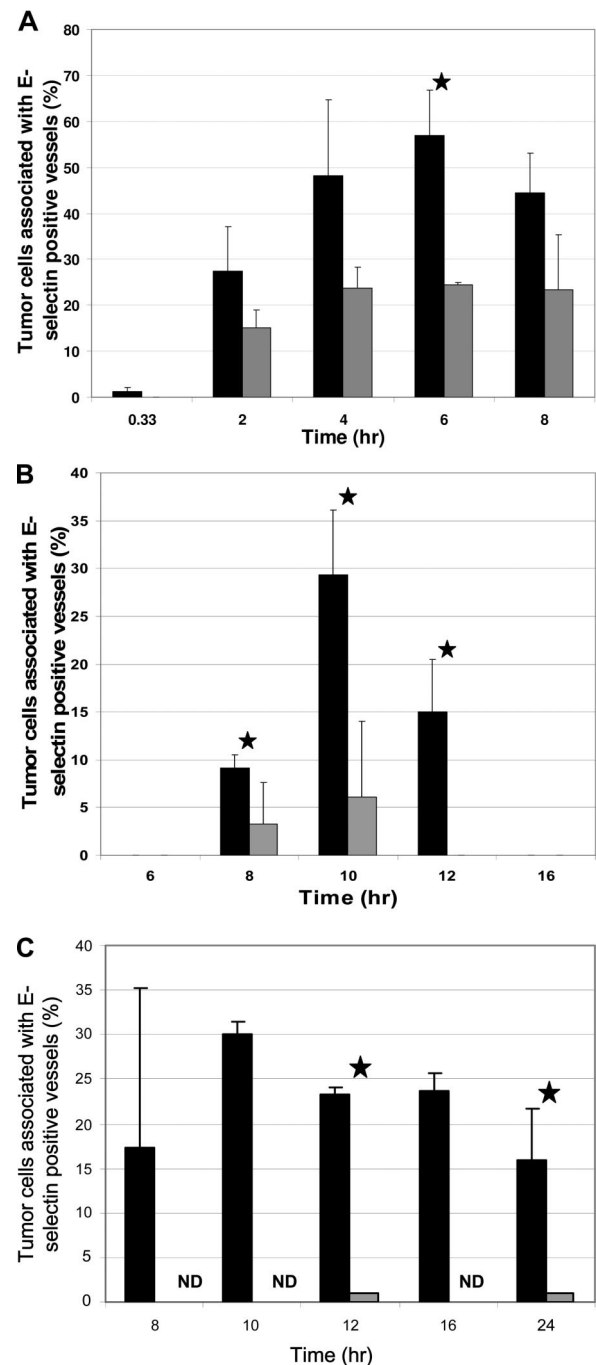 A
Tumor cells associated with E-
selectin positive vessels (%)
80
70
60
50
40
30
20
10
0
0.33 2 4 6 8
Time (hr)
B
Tumor cells associated with E-
selectin positive vessels (%)
40
35
30
25
20
15
10
5
0
6 8 10 12 16
Time (hr)
C
Tumor cells associated with E-
selectin positive vessels (%)
40
35
30
25
20
15
10
5
0
ND ND ND
8 10 12 16 24
Time (hr)